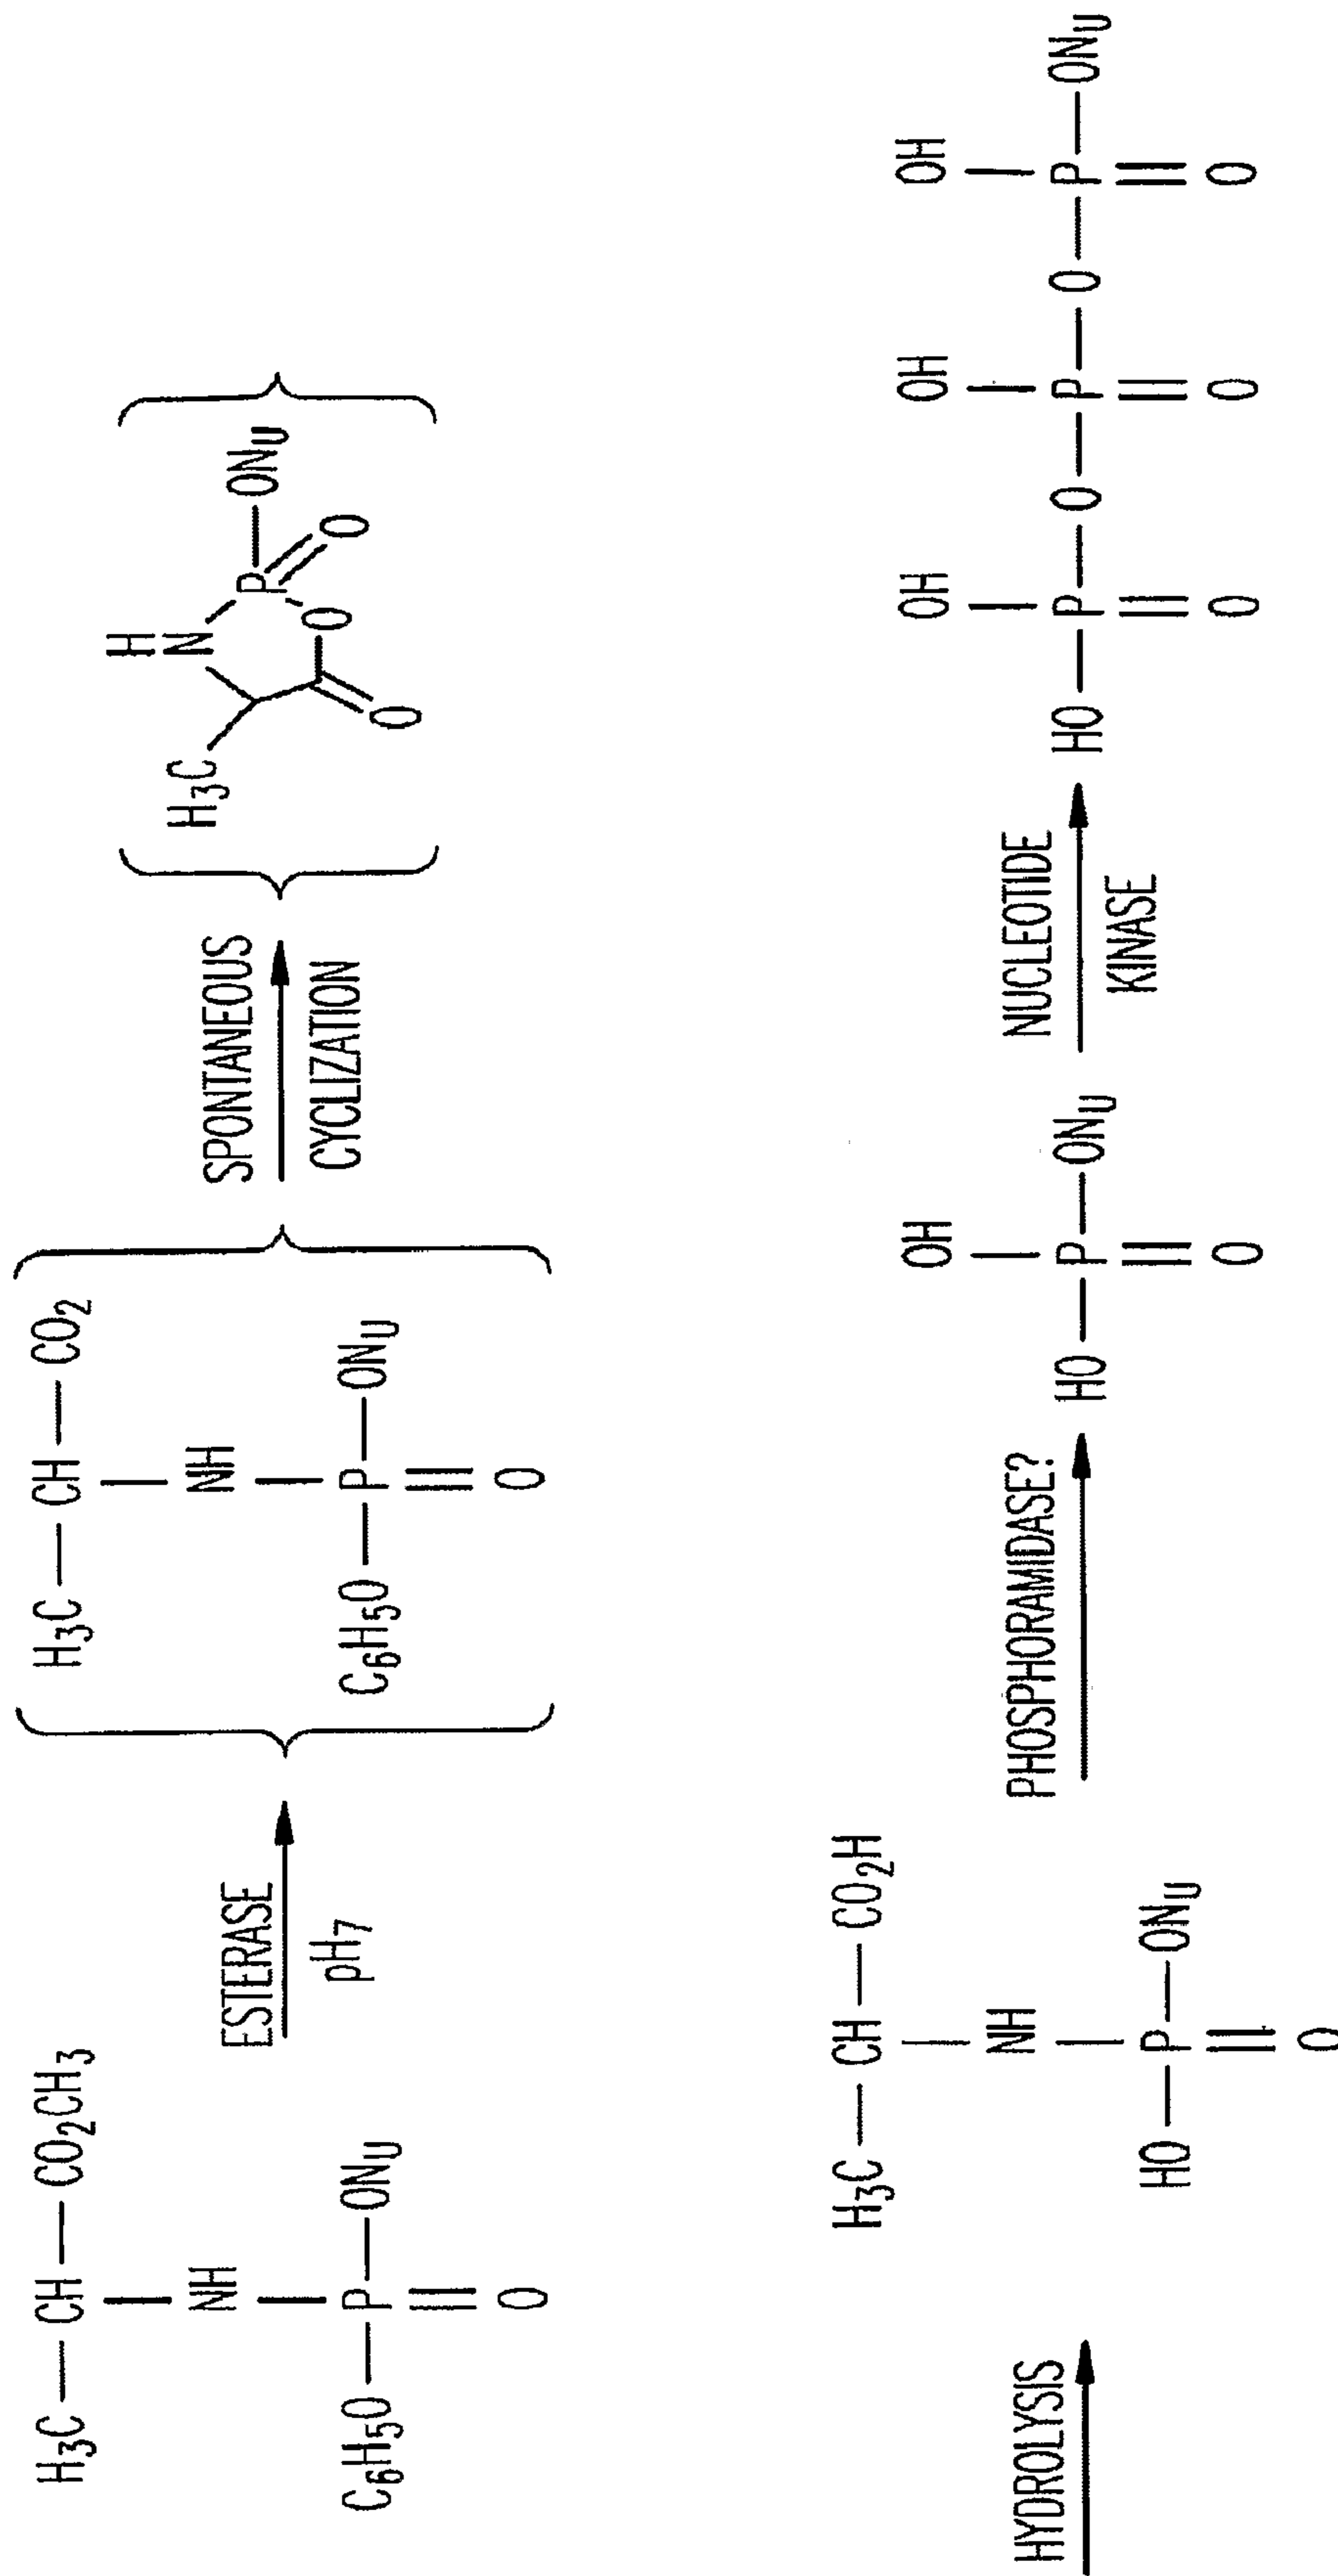 H3C — CH — CO2CH3
NH
C6H5O — P — ONU
O
ESTERASE
pH7
H3C — CH — CO2
NH
C6H5O — P — ONU
O
SPONTANEOUS
CYCLIZATION
H
N
H3C
P — ONU
O
O
O
HYDROLYSIS
H3C — CH — CO2H
NH
HO — P — ONU
O
PHOSPHORAMIDASE?
OH
HO — P — ONU
O
NUCLEOTIDE
KINASE
OH OH OH
HO — P — O — P — O — P — ONU
O O O